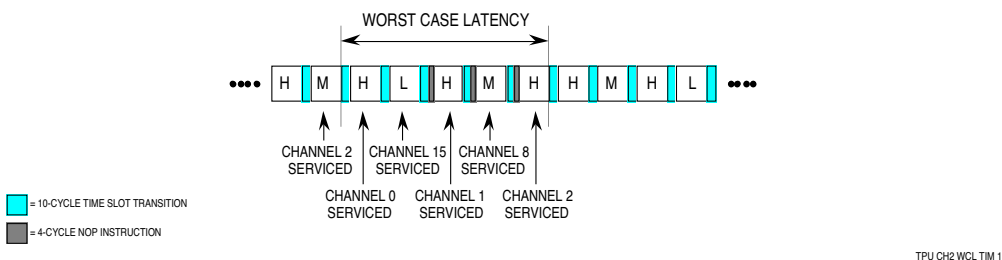 WORST CASE LATENCY
H M H L H M H H M H L
CHANNEL 2
SERVICED
CHANNEL 15
SERVICED
CHANNEL 8
SERVICED
CHANNEL 0
SERVICED
CHANNEL 1
SERVICED
CHANNEL 2
SERVICED
= 10-CYCLE TIME SLOT TRANSITION
= 4-CYCLE NOP INSTRUCTION
TPU CH2 WCL TIM 1